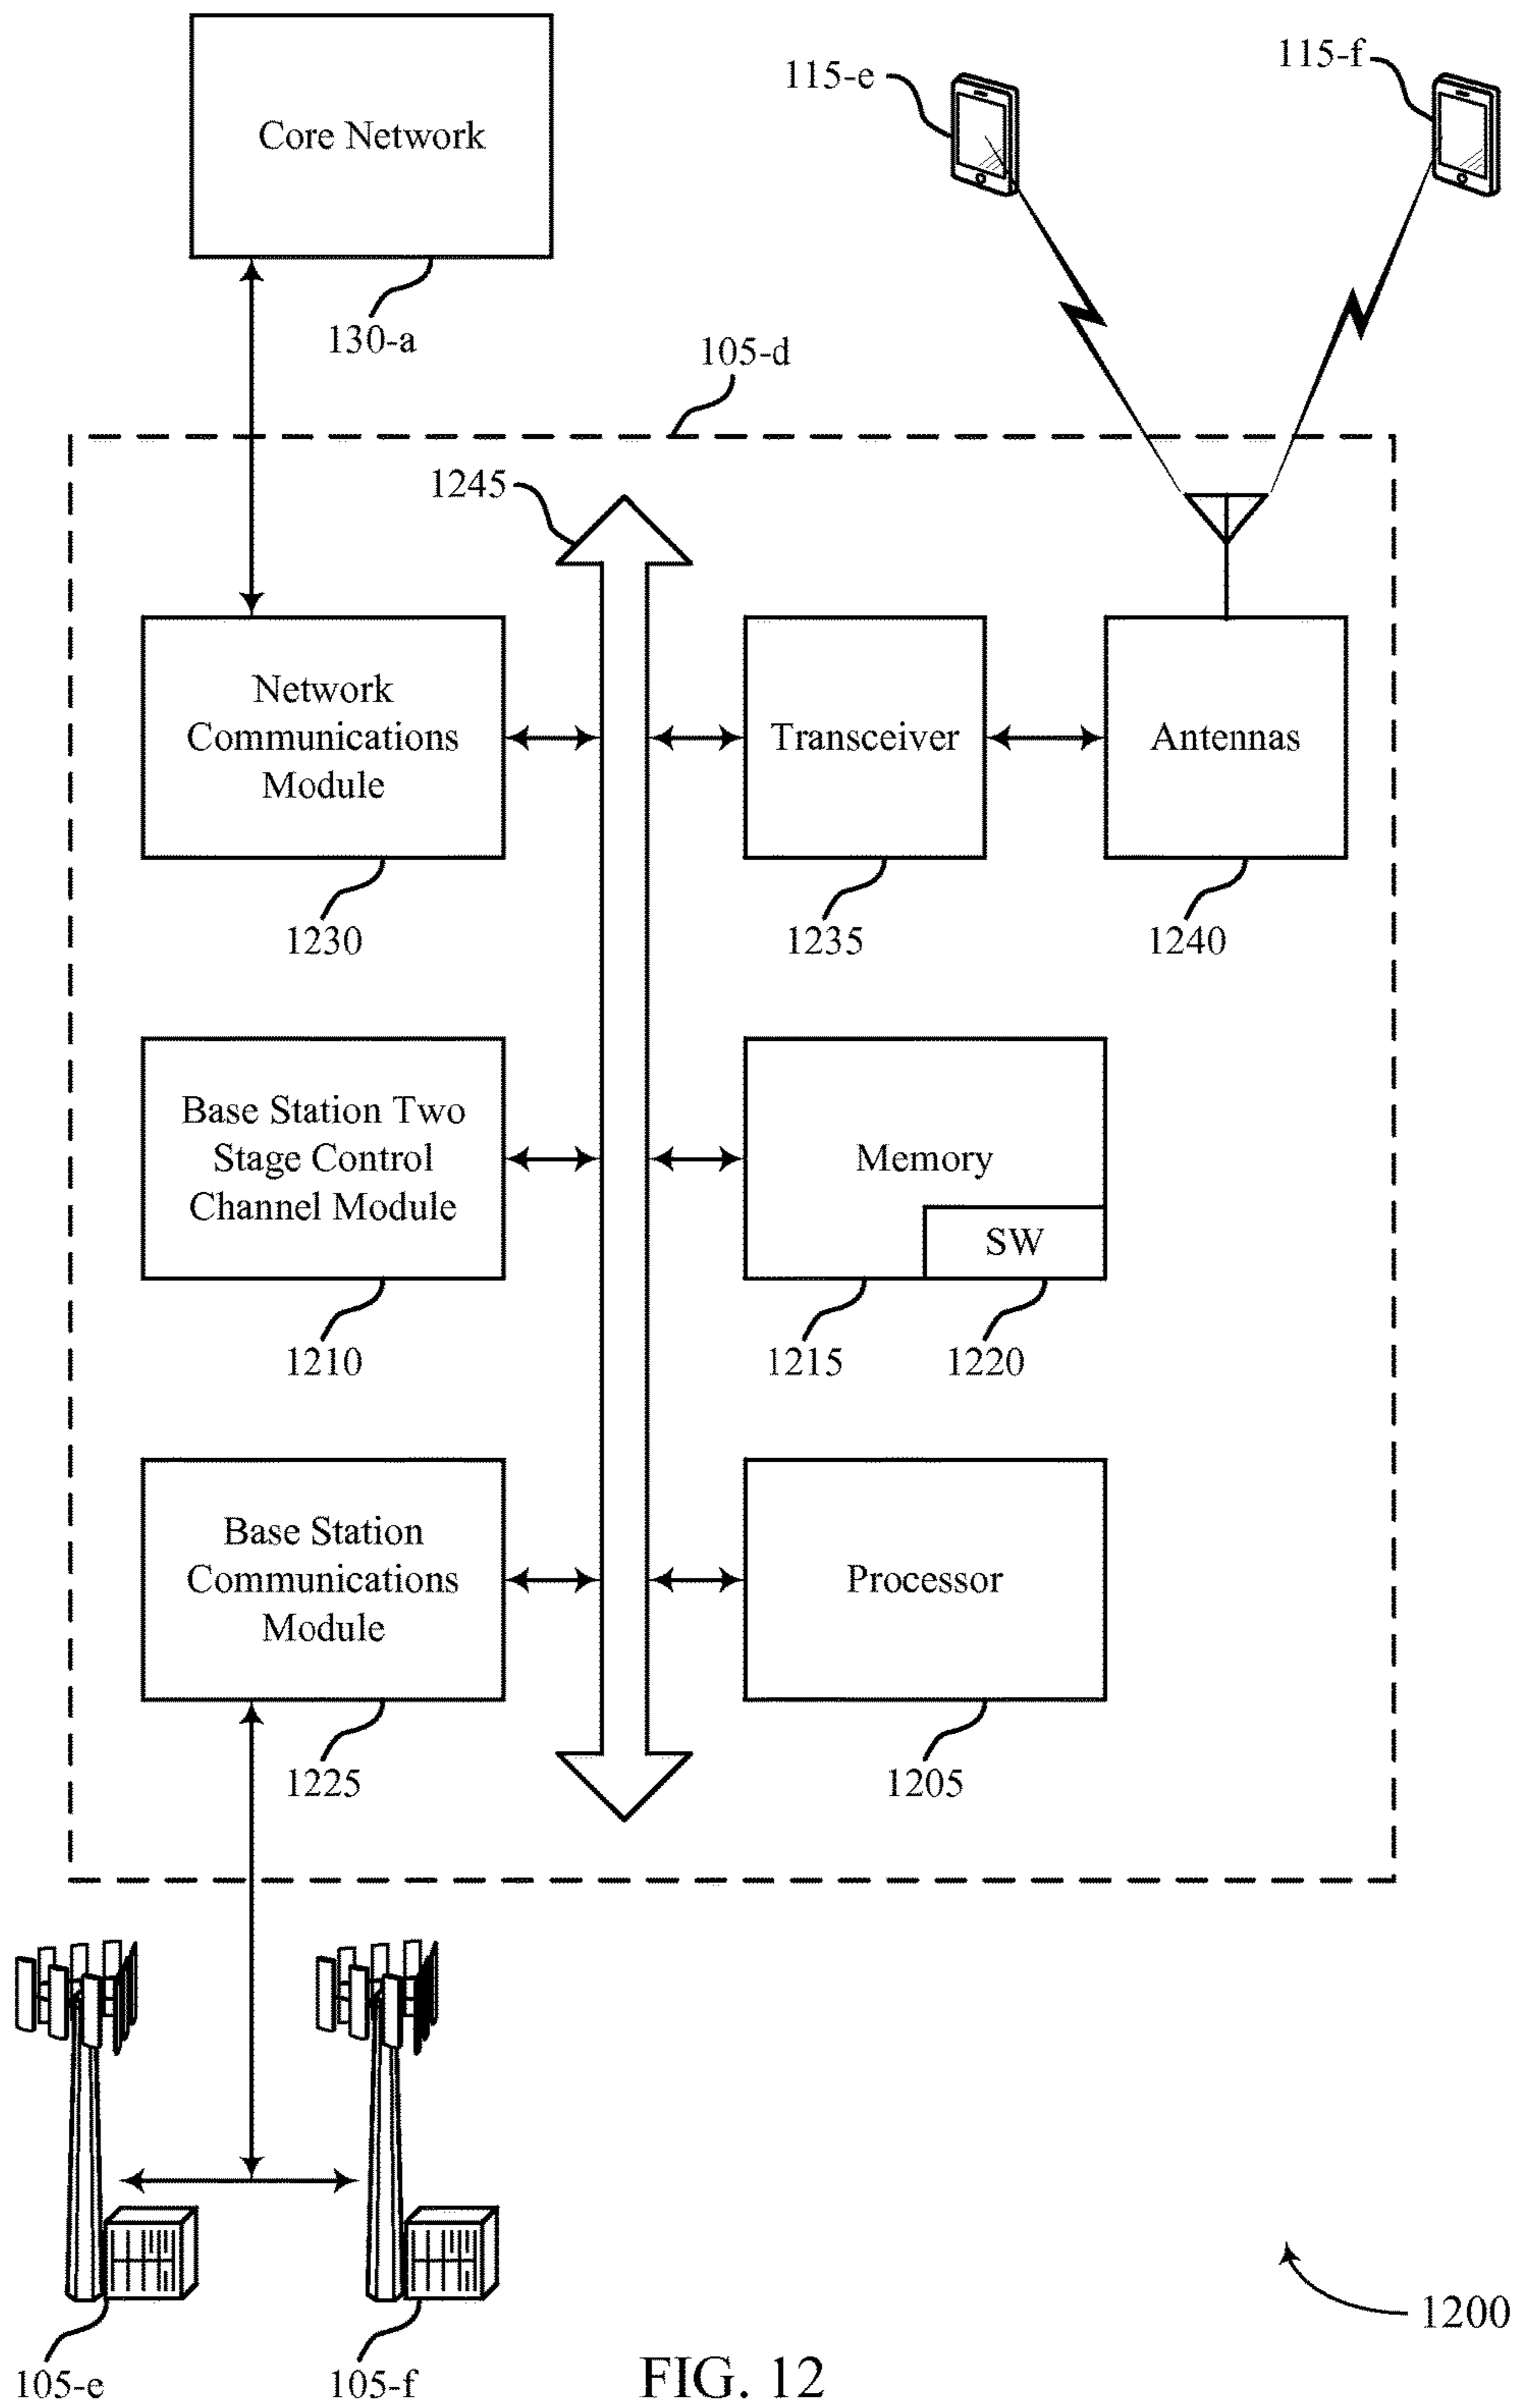 115-e
115-f
Core Network
130-a
105-d
1245
Network
Communications
Module
Transceiver
Antennas
1230
1235
1240
Base Station Two
Stage Control
Channel Module
Memory
SW
1210
1215
1220
Base Station
Communications
Module
Processor
1225
1205
1200
105-e
105-f
FIG. 12